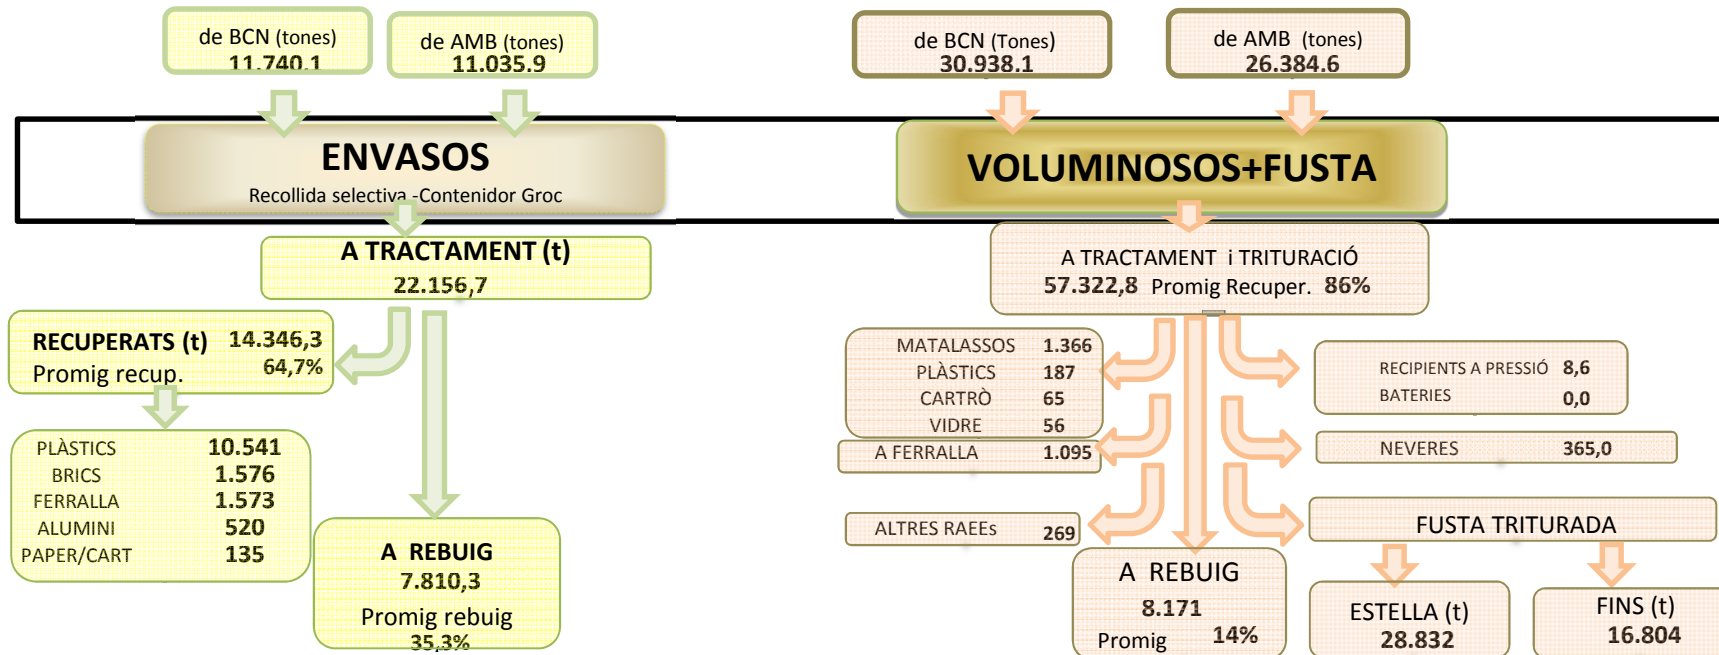 de BCN (tones)
11.740.1
de AMB (tones)
11.035.9
ENVASOS
Recollida selectiva -Contenidor Groc
A TRACTAMENT (t)
22.156,7
RECUPERATS (t) 14.346,3
Promig recup. 64,7%
PLÀSTICS 10.541
BRICS 1.576
FERRALLA 1.573
ALUMINI 520
PAPER/CART 135
A REBUIG
7.810,3
Promig rebuig
35,3%
de BCN (Tones)
30.938.1
de AMB (tones)
26.384.6
VOLUMINOSOS+FUSTA
A TRACTAMENT i TRITURACIÓ
57.322,8 Promig Recuper. 86%
MATALASSOS 1.366
PLÀSTICS 187
CARTRÒ 65
VIDRE 56
A FERRALLA 1.095
ALTRES RAEEs 269
A REBUIG
8.171
Promig 14%
RECIPIENTS A PRESSIÓ 8,6
BATERIES 0,0
NEVERES 365,0
FUSTA TRITURADA
ESTELLA (t)
28.832
FINS (t)
16.804